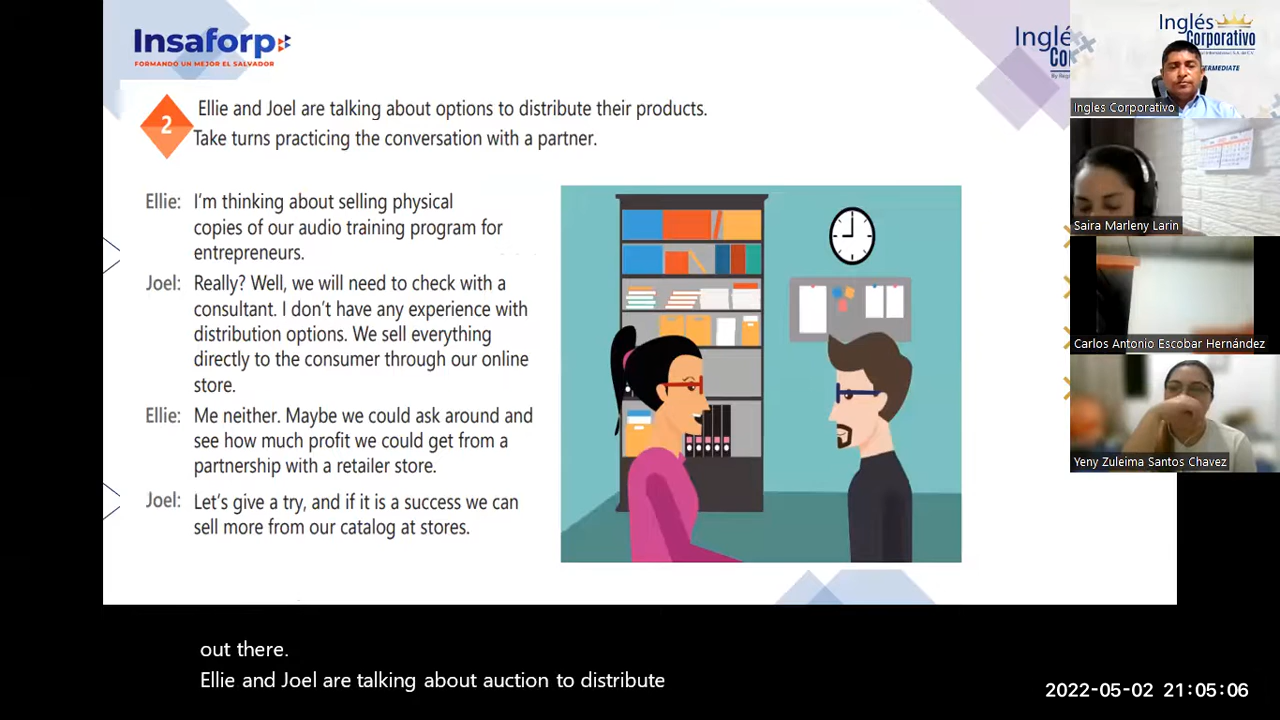 Insaforp
FORMANDO UN MEJOR EL SALVADOR
Inglés
Corporativo
2
Ellie and Joel are talking about options to distribute their products.
Take turns practicing the conversation with a partner.
Ellie: I'm thinking about selling physical
copies of our audio training program for
entrepreneurs.
Joel: Really? Well, we will need to check with a
consultant. I don't have any experience with
distribution options. We sell everything
directly to the consumer through our online
store.
Ellie: Me neither. Maybe we could ask around and
see how much profit we could get from a
partnership with a retailer store.
Joel: Let's give a try, and if it is a success we can
sell more from our catalog at stores.
Ingles Corporativo
Saira Marleny Larin
Carlos Antonio Escobar Hernández
Yeny Zuleima Santos Chavez
out there.
Ellie and Joel are talking about auction to distribute
2022-05-02 21:05:06